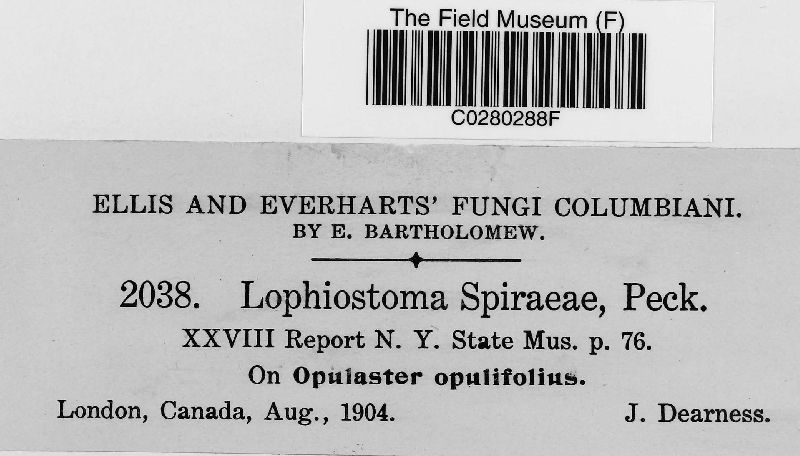 The Field Museum (F)
C0280288F
ELLIS AND EVERHARTS' FUNGI COLUMBIANI.
BY E. BARTHOLOMEW.
2038. Lophiostoma Spiraeae, Peck.
XXVIII Report N. Y. State Mus. p. 76.
On Opulaster opulifolius.
London, Canada, Aug., 1904. J. Dearness.